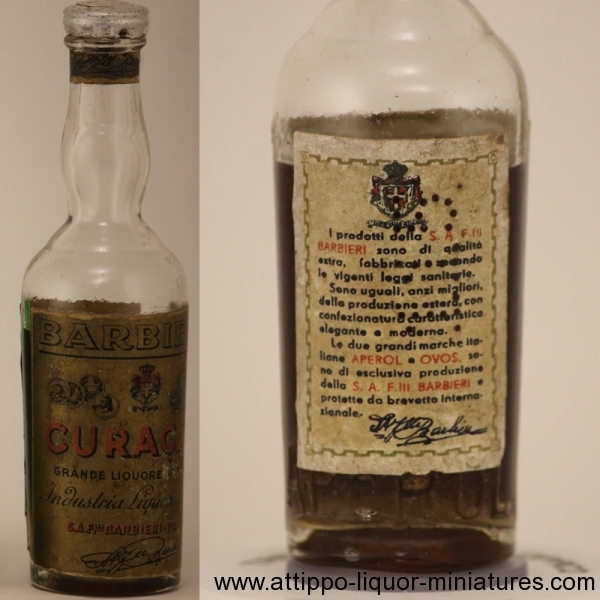 BARBIE
CURAC
GRANDE LIQUORE
Industria Liquo
S.A. F.lli BARBIERI-PA
I prodotti della S. A. F.lli
BARBIERI sono di qualità
extra, fabbricati secondo
le vigenti leggi sanitarie.
Sono uguali, anzi migliori,
della produzione estera, con
confezionatura caratteristica
elegante e moderna.
Le due grandi marche ita-
liane APEROL e OVOS, so-
no di esclusiva produzione
della S. A. F.lli BARBIERI e
protette da brevetto interna-
zionale.
www.attippo-liquor-miniatures.com